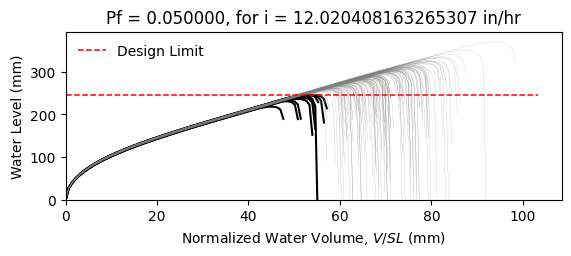 Pf = 0.050000, for i = 12.020408163265307 in/hr
Design Limit
Water Level (mm)
300
200
100
0
0 20 40 60 80 100
Normalized Water Volume, V/SL (mm)